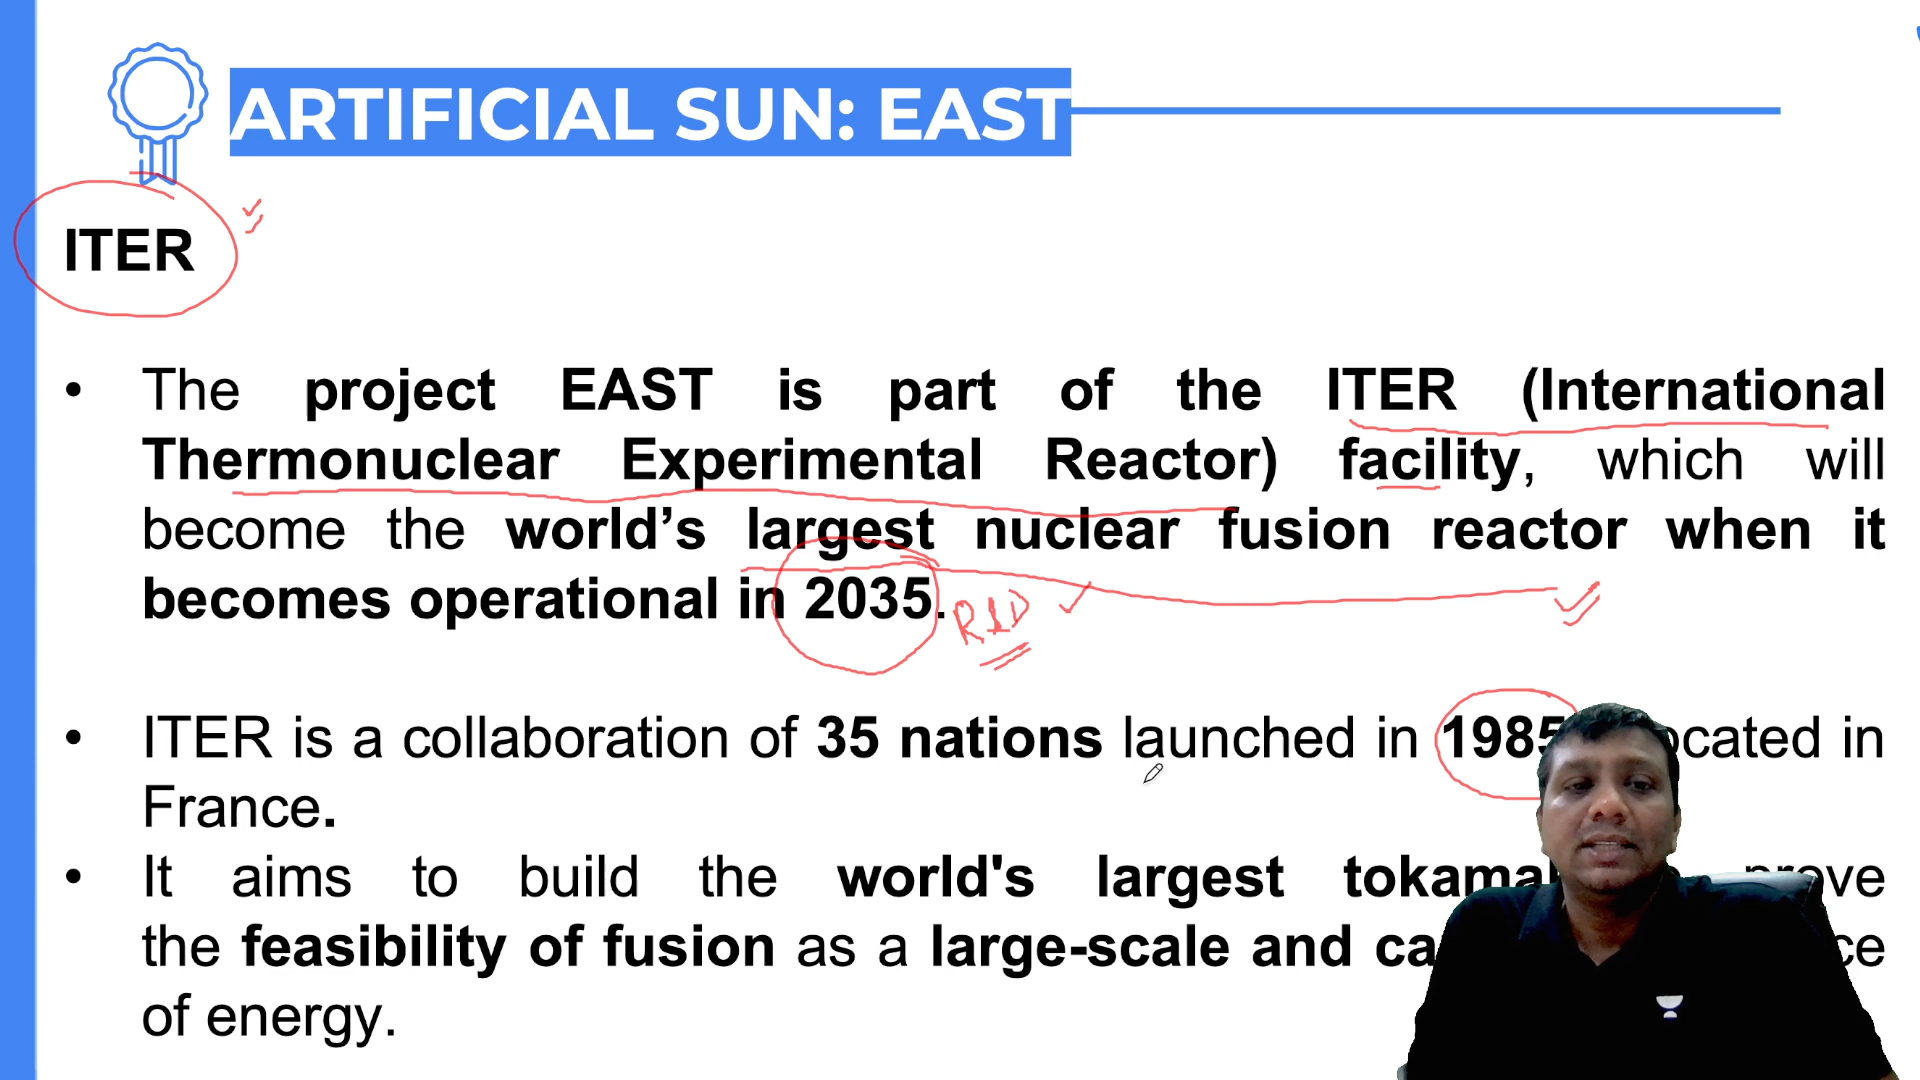 ARTIFICIAL SUN: EAST
ITER
• The project EAST is part of the ITER (International
Thermonuclear Experimental Reactor) facility, which will
become the world’s largest nuclear fusion reactor when it
becomes operational in 2035.
• ITER is a collaboration of 35 nations launched in 1985 located in
France.
• It aims to build the world's largest prove
the feasibility of fusion as a large-scale and
of energy.